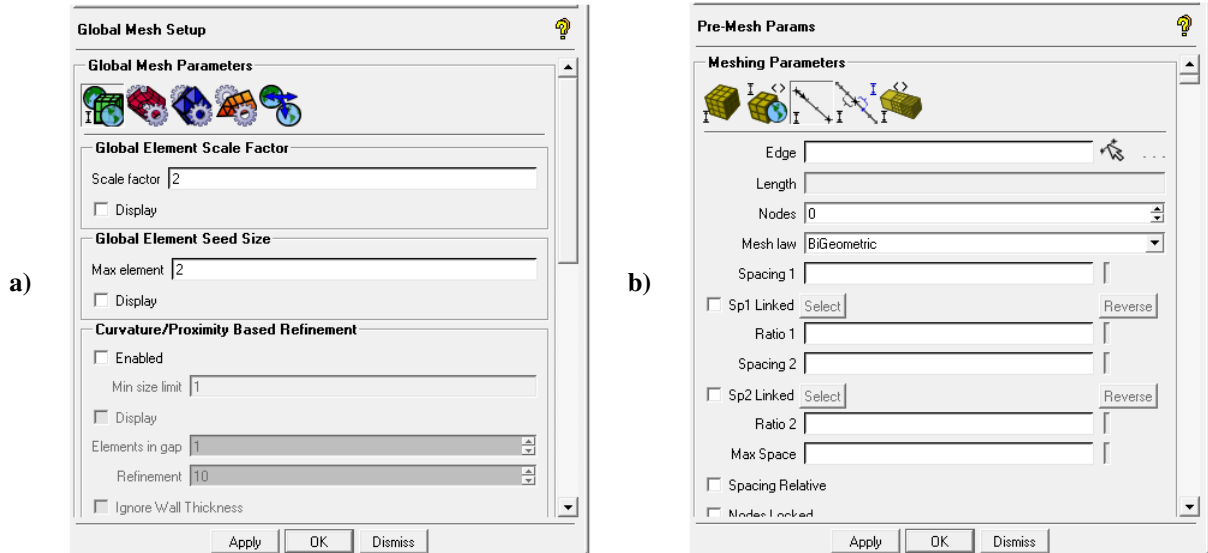 a)
Global Mesh Setup
Global Mesh Parameters
Global Element Scale Factor
Scale factor 2
Display
Global Element Seed Size
Max element 2
Display
Curvature/Proximity Based Refinement
Enabled
Min size limit 1
Display
Elements in gap 1
Refinement 10
Ignore Wall Thickness
Apply OK Dismiss
b)
Pre-Mesh Params
Meshing Parameters
Edge ...
Length
Nodes 0
Mesh law BiGeometric
Spacing 1
Sp1 Linked Select Reverse
Ratio 1
Spacing 2
Sp2 Linked Select Reverse
Ratio 2
Max Space
Spacing Relative
Nodes Locked
Apply OK Dismiss